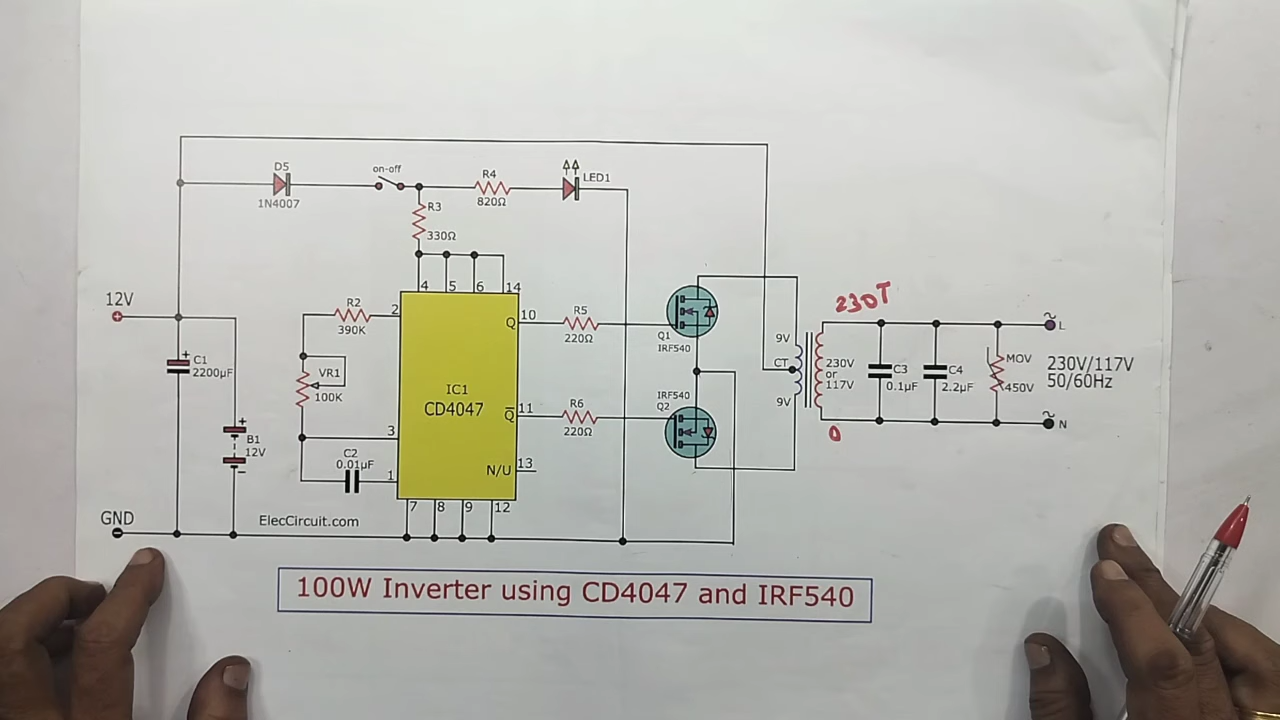 D5
1N4007
on-off
R4
820Ω
LED1
R3
330Ω
4
5
6
14
12V
R2
390K
2
10
Q
R5
220Ω
Q1
IRF540
230T
9V
CT
9V
230V
or
117V
L
C3
0.1µF
C4
2.2µF
MOV
450V
230V/117V
50/60Hz
N
0
C1
2200µF
VR1
100K
IC1
CD4047
Q̅
11
R6
220Ω
IRF540
Q2
3
B1
12V
C2
0.01µF
1
N/U
13
7
8
9
12
GND
ElecCircuit.com
100W Inverter using CD4047 and IRF540